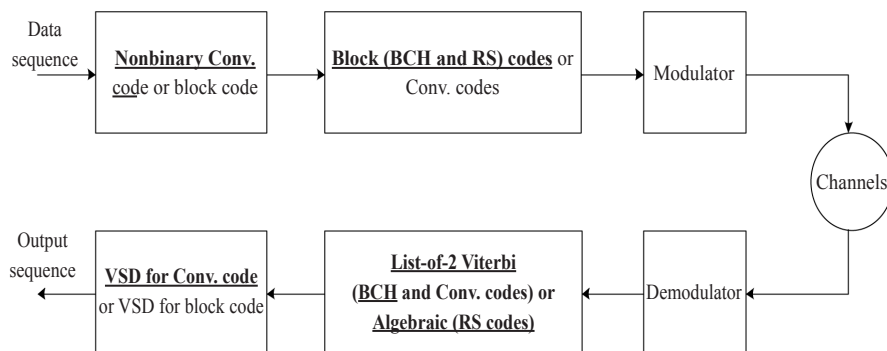 Data
sequence
Nonbinary Conv.
code or block code
Block (BCH and RS) codes or
Conv. codes
Modulator
Channels
Output
sequence
VSD for Conv. code
or VSD for block code
List-of-2 Viterbi
(BCH and Conv. codes) or
Algebraic (RS codes)
Demodulator